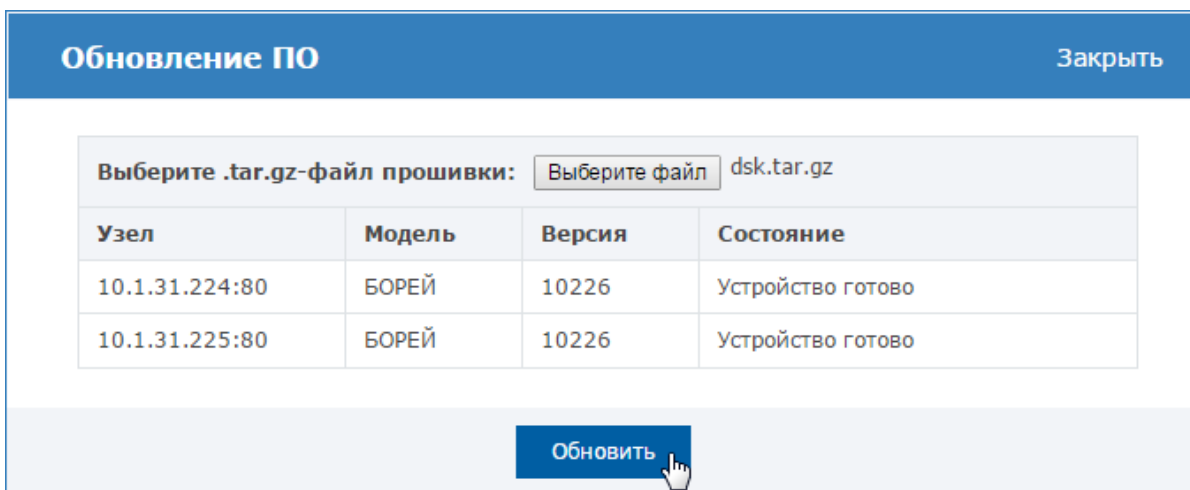 Обновление ПО Закрыть
Выберите .tar.gz-файл прошивки: Выберите файл dsk.tar.gz
Узел Модель Версия Состояние
10.1.31.224:80 БОРЕЙ 10226 Устройство готово
10.1.31.225:80 БОРЕЙ 10226 Устройство готово
Обновить